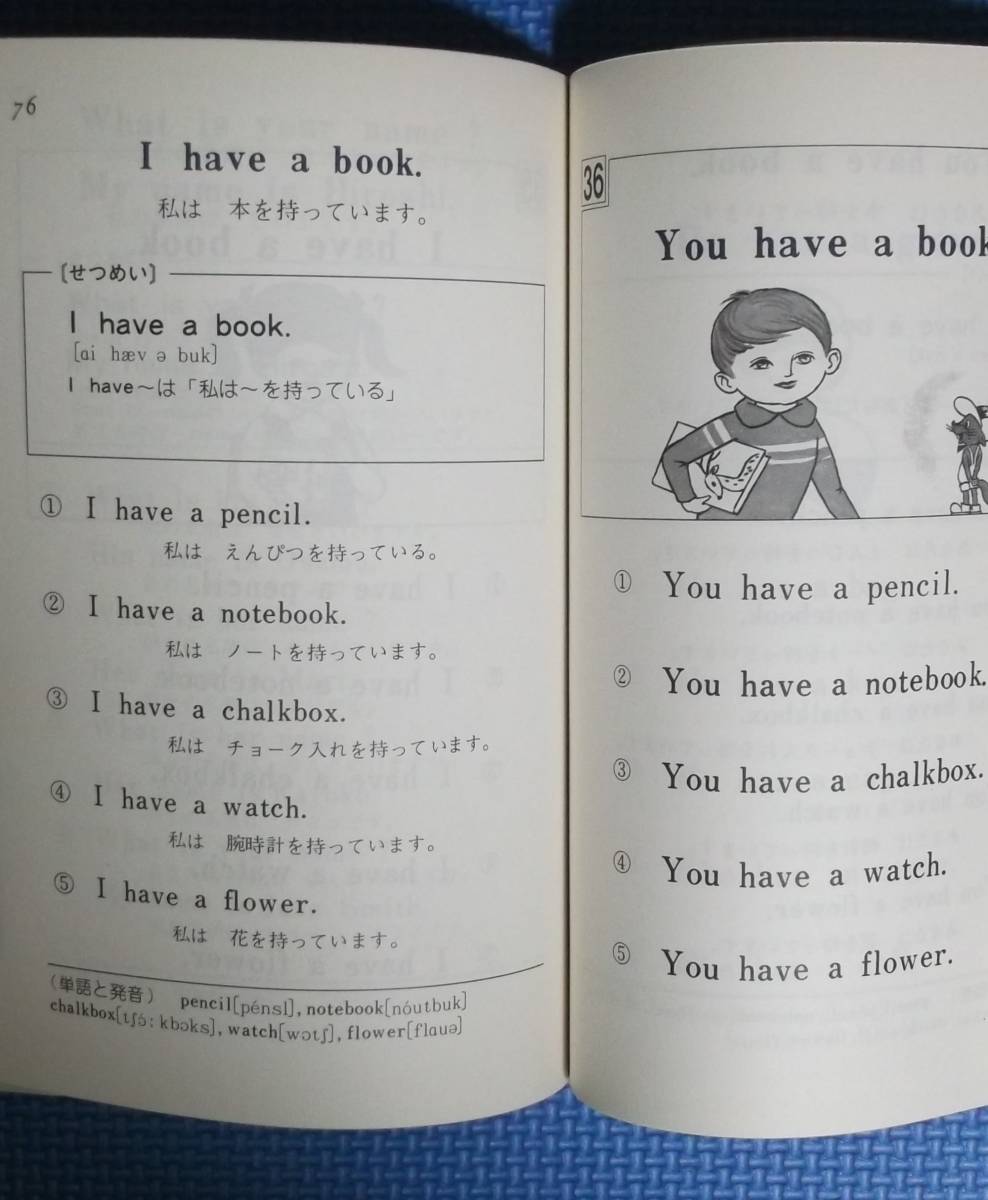 76
I have a book.
私は 本を持っています。
〔せつめい〕
I have a book.
[ɑi hæv ə buk]
I have～は「私は～を持っている」
① I have a pencil.
私は えんぴつを持っている。
② I have a notebook.
私は ノートを持っています。
③ I have a chalkbox.
私は チョーク入れを持っています。
④ I have a watch.
私は 腕時計を持っています。
⑤ I have a flower.
私は 花を持っています。
(単語と発音) pencil[pénsl], notebook[nóutbuk]
chalkbox[tʃɔ́ːkbɔks], watch[wɔtʃ], flower[flɑuə]
36
You have a book
① You have a pencil.
② You have a notebook.
③ You have a chalkbox.
④ You have a watch.
⑤ You have a flower.